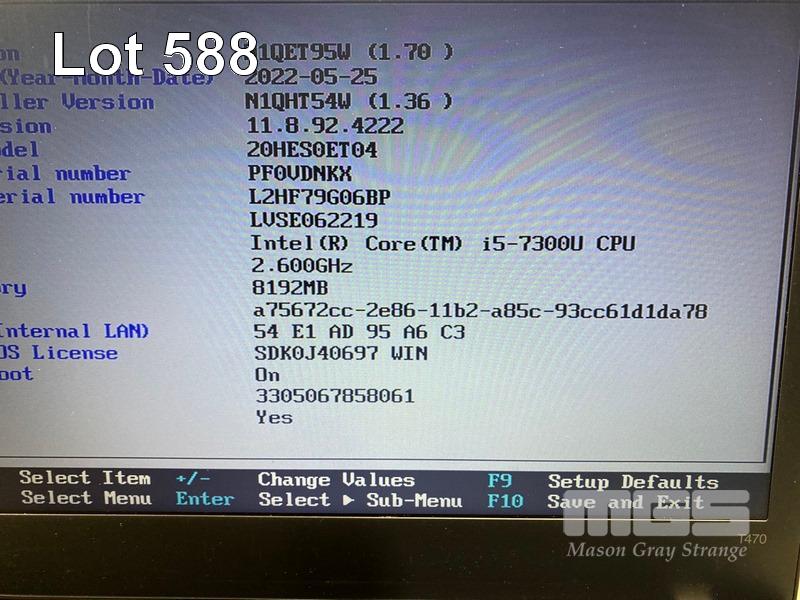 Lot 588
on N1QET95W (1.70 )
(Year-Month-Date) 2022-05-25
ller Version N1QHT54W (1.36 )
sion 11.8.92.4222
del 20HES0ET04
rial number PF0VDNKX
erial number L2HF79G06BP
LVSE062219
Intel(R) Core(TM) i5-7300U CPU
2.600GHz
ry 8192MB
a75672cc-2e86-11b2-a85c-93cc61d1da78
Internal LAN) 54 E1 AD 95 A6 C3
OS License SDK0J40697 WIN
oot On
3305067858061
Yes
Select Item +/- Change Values F9 Setup Defaults
Select Menu Enter Select ▶ Sub-Menu F10 Save and Exit
MGS
T470
Mason Gray Strange